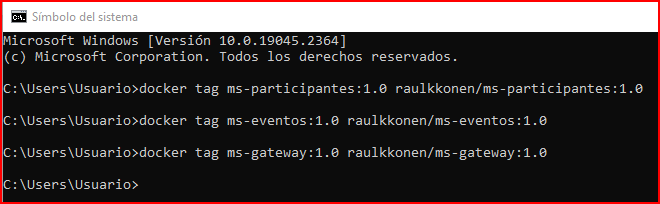 Símbolo del sistema
Microsoft Windows [Versión 10.0.19045.2364]
(c) Microsoft Corporation. Todos los derechos reservados.
C:\Users\Usuario>docker tag ms-participantes:1.0 raulkkonen/ms-participantes:1.0
C:\Users\Usuario>docker tag ms-eventos:1.0 raulkkonen/ms-eventos:1.0
C:\Users\Usuario>docker tag ms-gateway:1.0 raulkkonen/ms-gateway:1.0
C:\Users\Usuario>